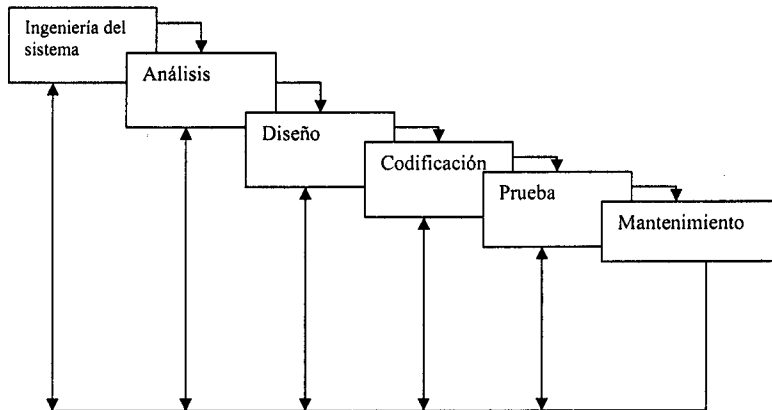 Ingeniería del
sistema
Análisis
Diseño
Codificación
Prueba
Mantenimiento